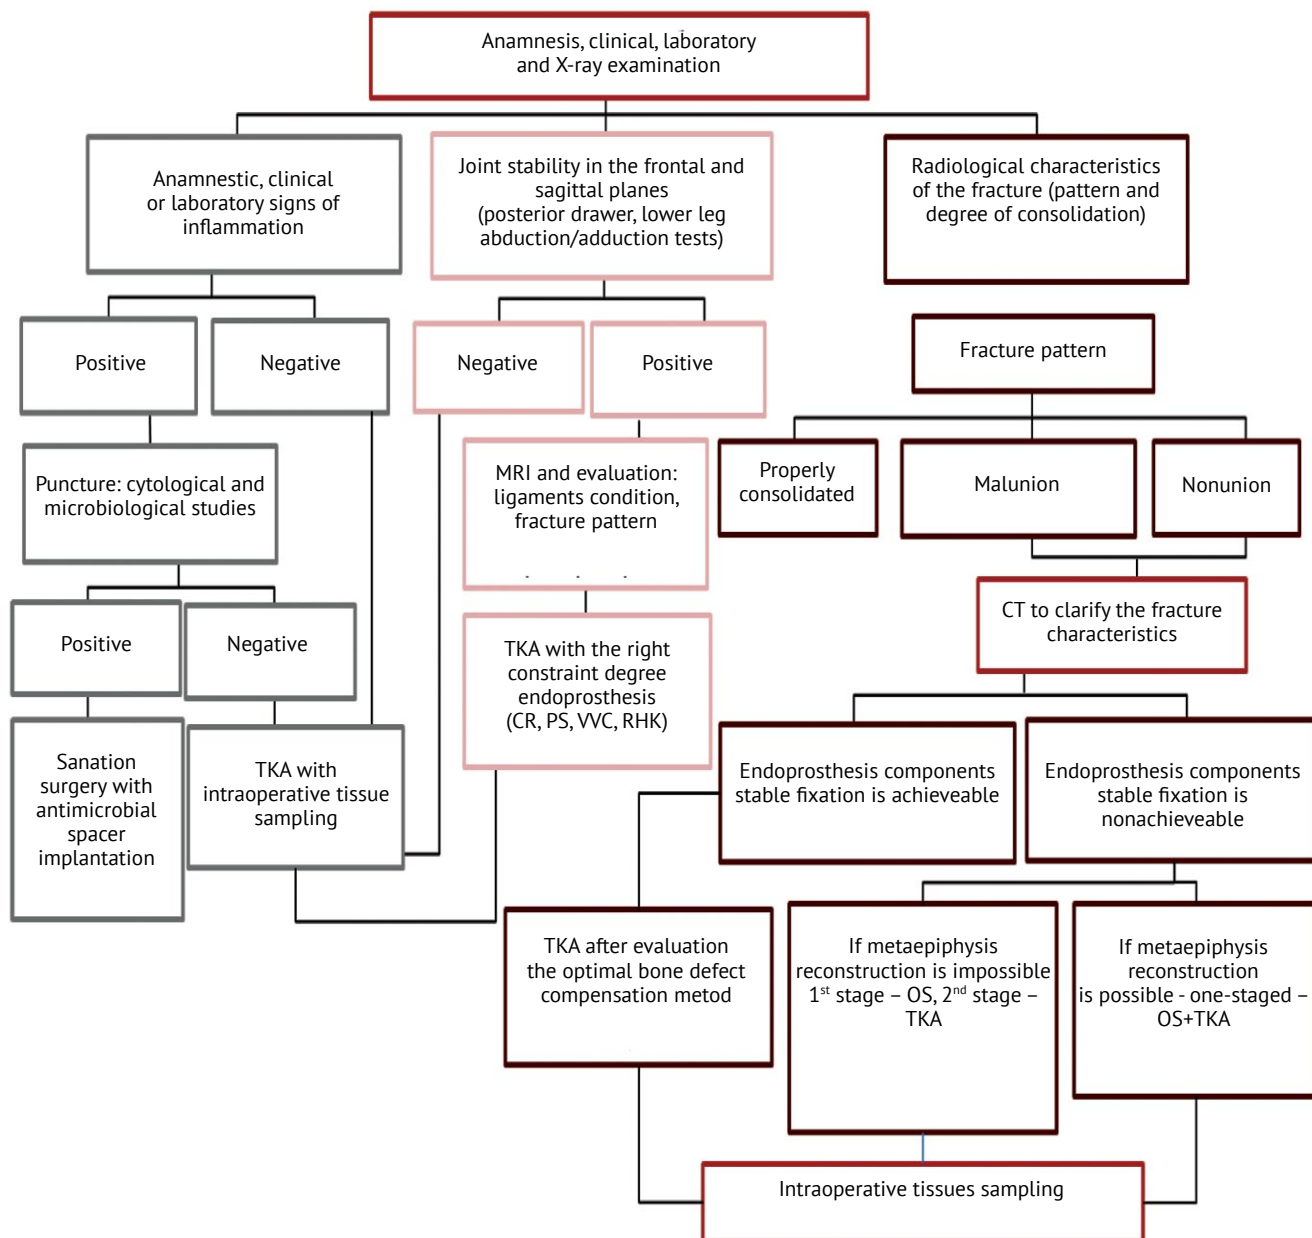 Anamnesis, clinical, laboratory
and X-ray examination
Anamnestic, clinical
or laboratory signs of
inflammation
Joint stability in the frontal and
sagittal planes
(posterior drawer, lower leg
abduction/adduction tests)
Radiological characteristics
of the fracture (pattern and
degree of consolidation)
Positive
Negative
Negative
Positive
Fracture pattern
Puncture: cytological and
microbiological studies
MRI and evaluation:
ligaments condition,
fracture pattern
Properly
consolidated
Malunion
Nonunion
CT to clarify the fracture
characteristics
Positive
Negative
TKA with the right
constraint degree
endoprosthesis
(CR, PS, VVC, RHK)
Sanation
surgery with
antimicrobial
spacer
implantation
TKA with
intraoperative tissue
sampling
Endoprosthesis components
stable fixation is achieveable
Endoprosthesis components
stable fixation is
nonachieveable
TKA after evaluation
the optimal bone defect
compensation metod
If metaepiphysis
reconstruction is impossible
1st stage – OS, 2nd stage –
TKA
If metaepiphysis
reconstruction
is possible - one-staged –
OS+TKA
Intraoperative tissues sampling